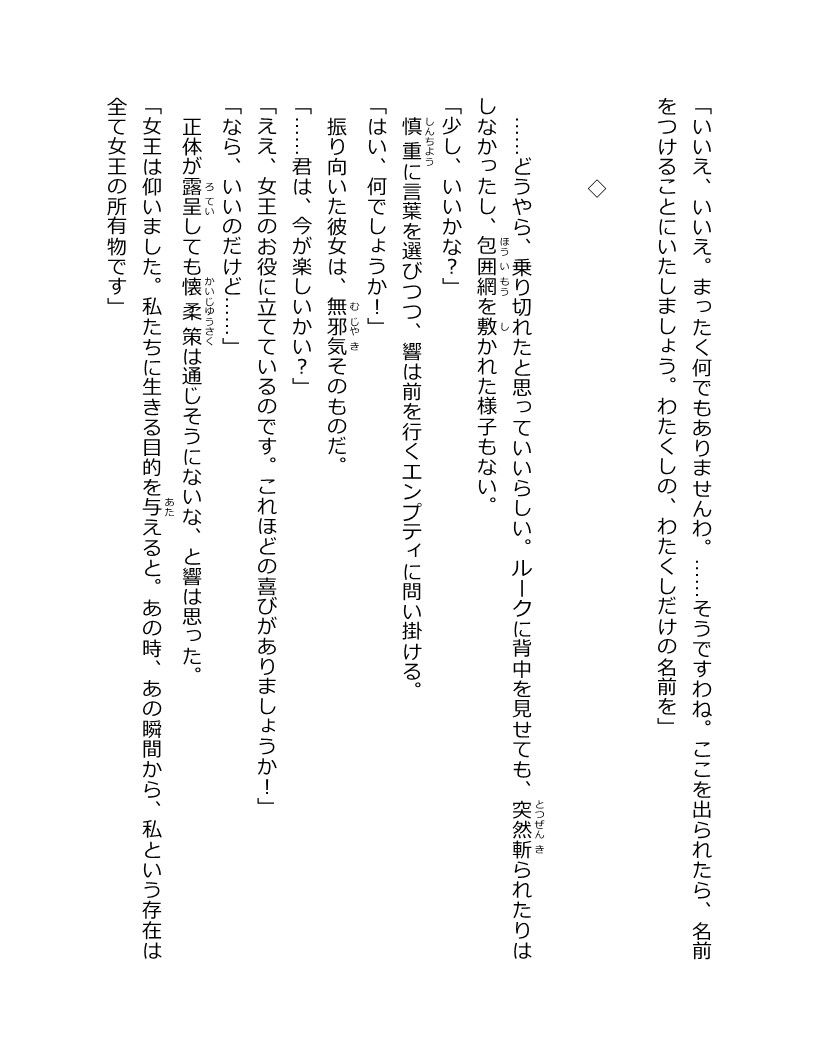 「いいえ、いいえ。まったく何でもありませんわ。……そうですわね。ここを出られたら、名前
をつけることにいたしましょう。わたくしの、わたくしだけの名前を」
◇
……どうやら、乗り切れたと思っていいらしい。ルークに背中を見せても、突然斬られたりは
しなかったし、包囲網を敷かれた様子もない。
「少し、いいかな？」
慎重に言葉を選びつつ、響は前を行くエンプティに問い掛ける。
「はい、何でしょうか！」
振り向いた彼女は、無邪気そのものだ。
「……君は、今が楽しいかい？」
「ええ、女王のお役に立てているのです。これほどの喜びがありましょうか！」
「なら、いいのだけど……」
正体が露呈しても懐柔策は通じそうにないな、と響は思った。
「女王は仰いました。私たちに生きる目的を与えると。あの時、あの瞬間から、私という存在は
全て女王の所有物です」